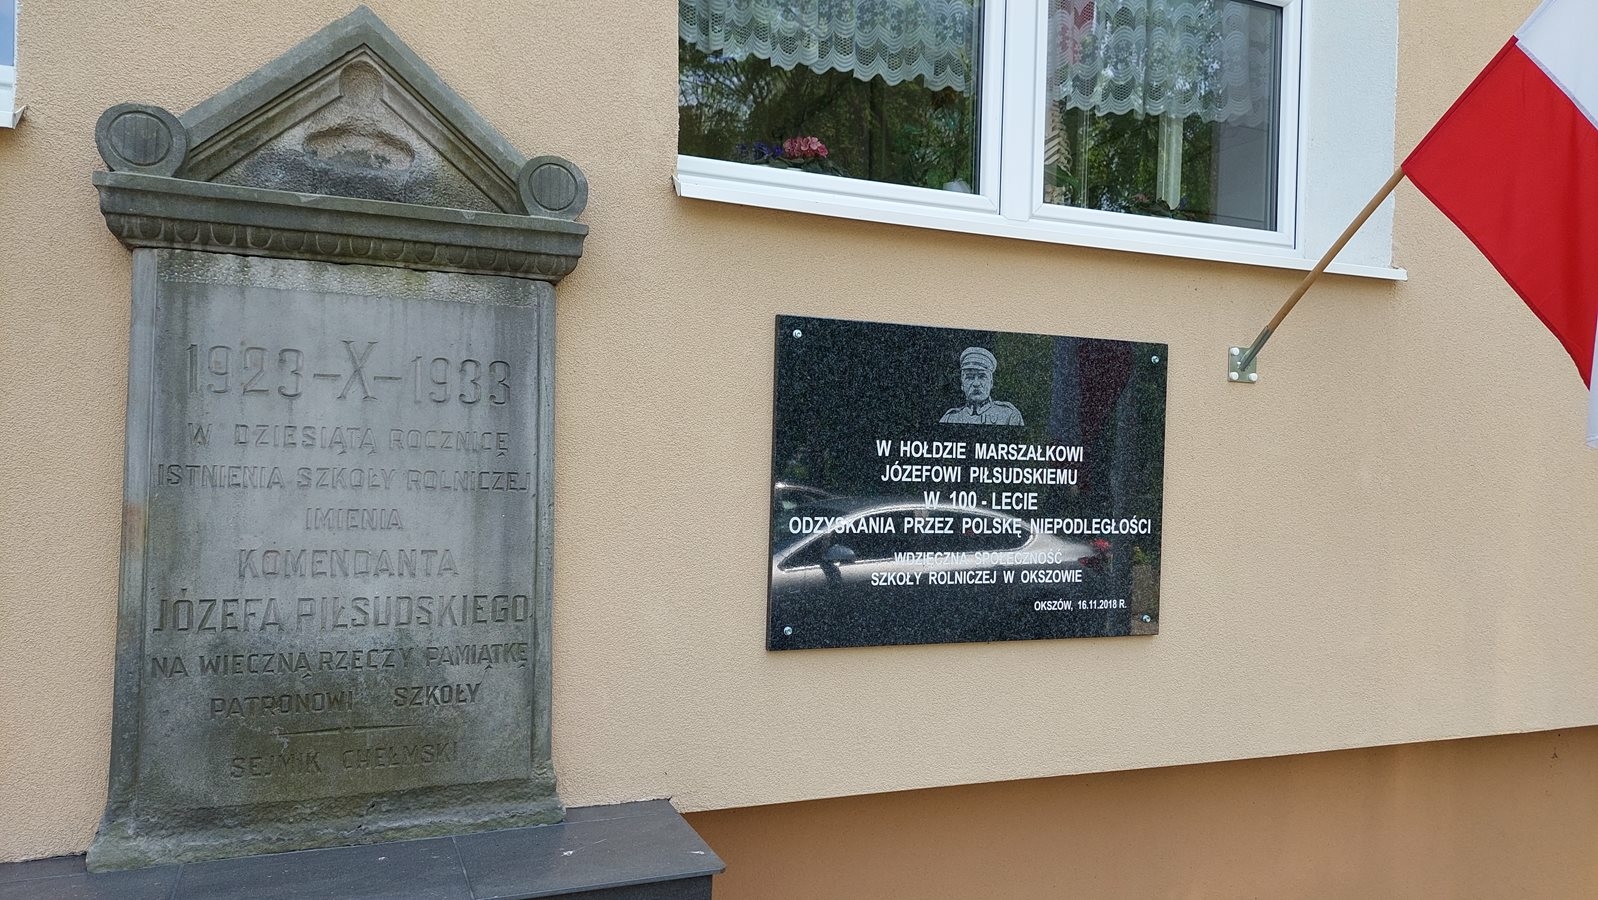 1923-X-1933
W DZIESIĄTĄ ROCZNICĘ
ISTNIENIA SZKOŁY ROLNICZEJ
IMIENIA
KOMENDANTA
JÓZEFA PIŁSUDSKIEGO
NA WIECZNĄ RZECZY PAMIĄTKĘ
PATRONOWI SZKOŁY
SEJMIK CHEŁMSKI
W HOŁDZIE MARSZAŁKOWI
JÓZEFOWI PIŁSUDSKIEMU
W 100 - LECIE
ODZYSKANIA PRZEZ POLSKĘ NIEPODLEGŁOŚCI
WDZIĘCZNA SPOŁECZNOŚĆ
SZKOŁY ROLNICZEJ W OKSZOWIE
OKSZÓW, 16.11.2018 R.